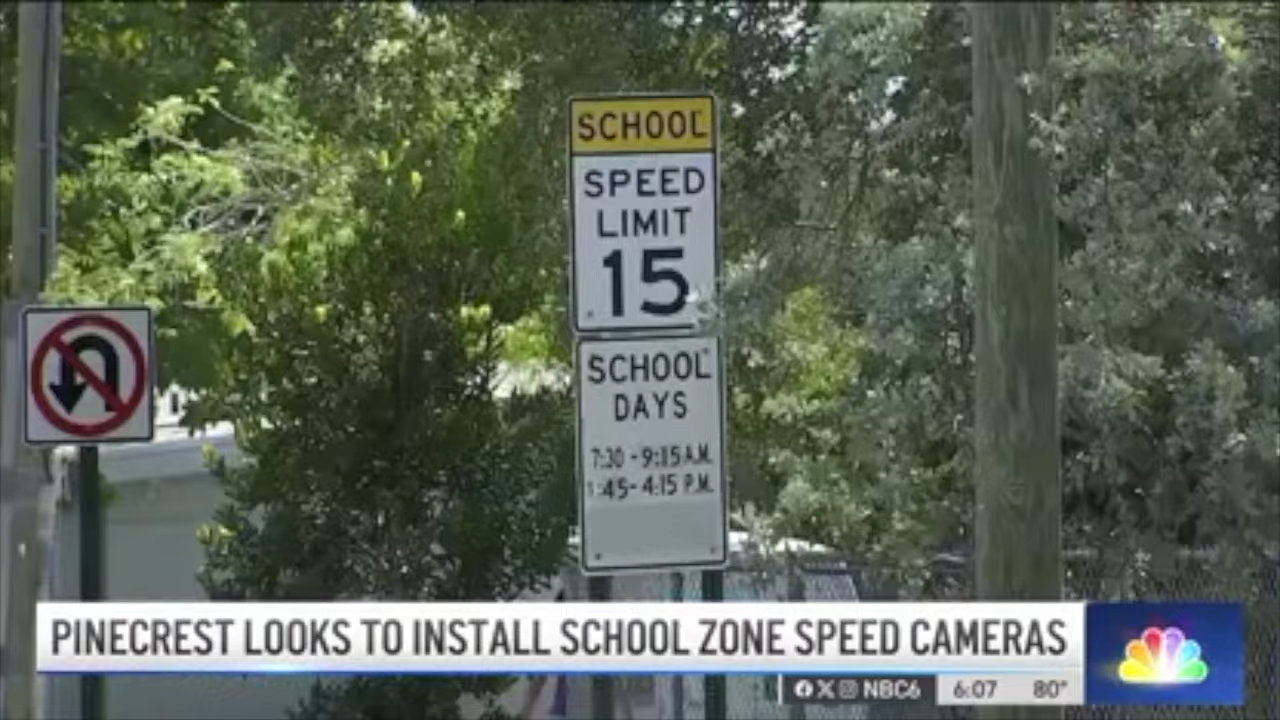 SCHOOL
SPEED
LIMIT
15
SCHOOL
DAYS
7:30 - 9:15 A.M.
1:45 - 4:15 P.M.
PINECREST LOOKS TO INSTALL SCHOOL ZONE SPEED CAMERAS
NBC6 6:07 80°